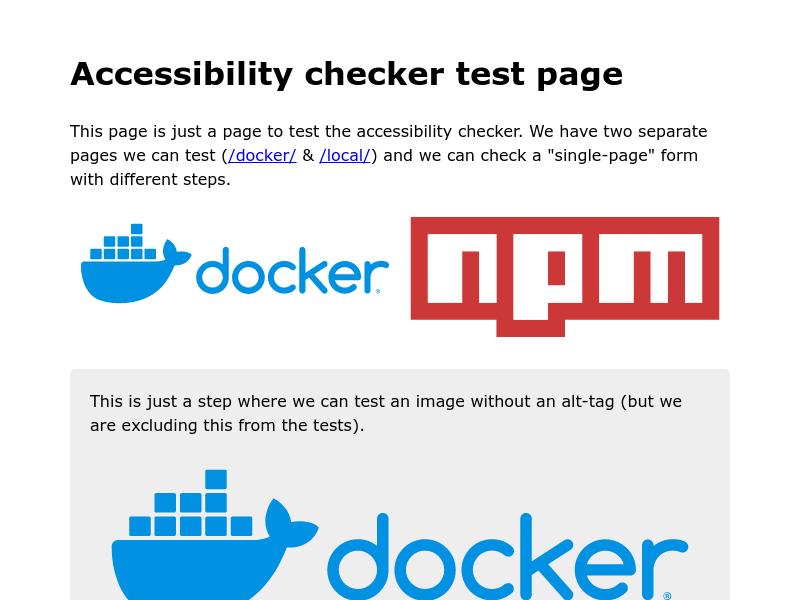 Accessibility checker test page
This page is just a page to test the accessibility checker. We have two separate
pages we can test (/docker/ & /local/) and we can check a "single-page" form
with different steps.
docker®
npm
This is just a step where we can test an image without an alt-tag (but we
are excluding this from the tests).
docker®